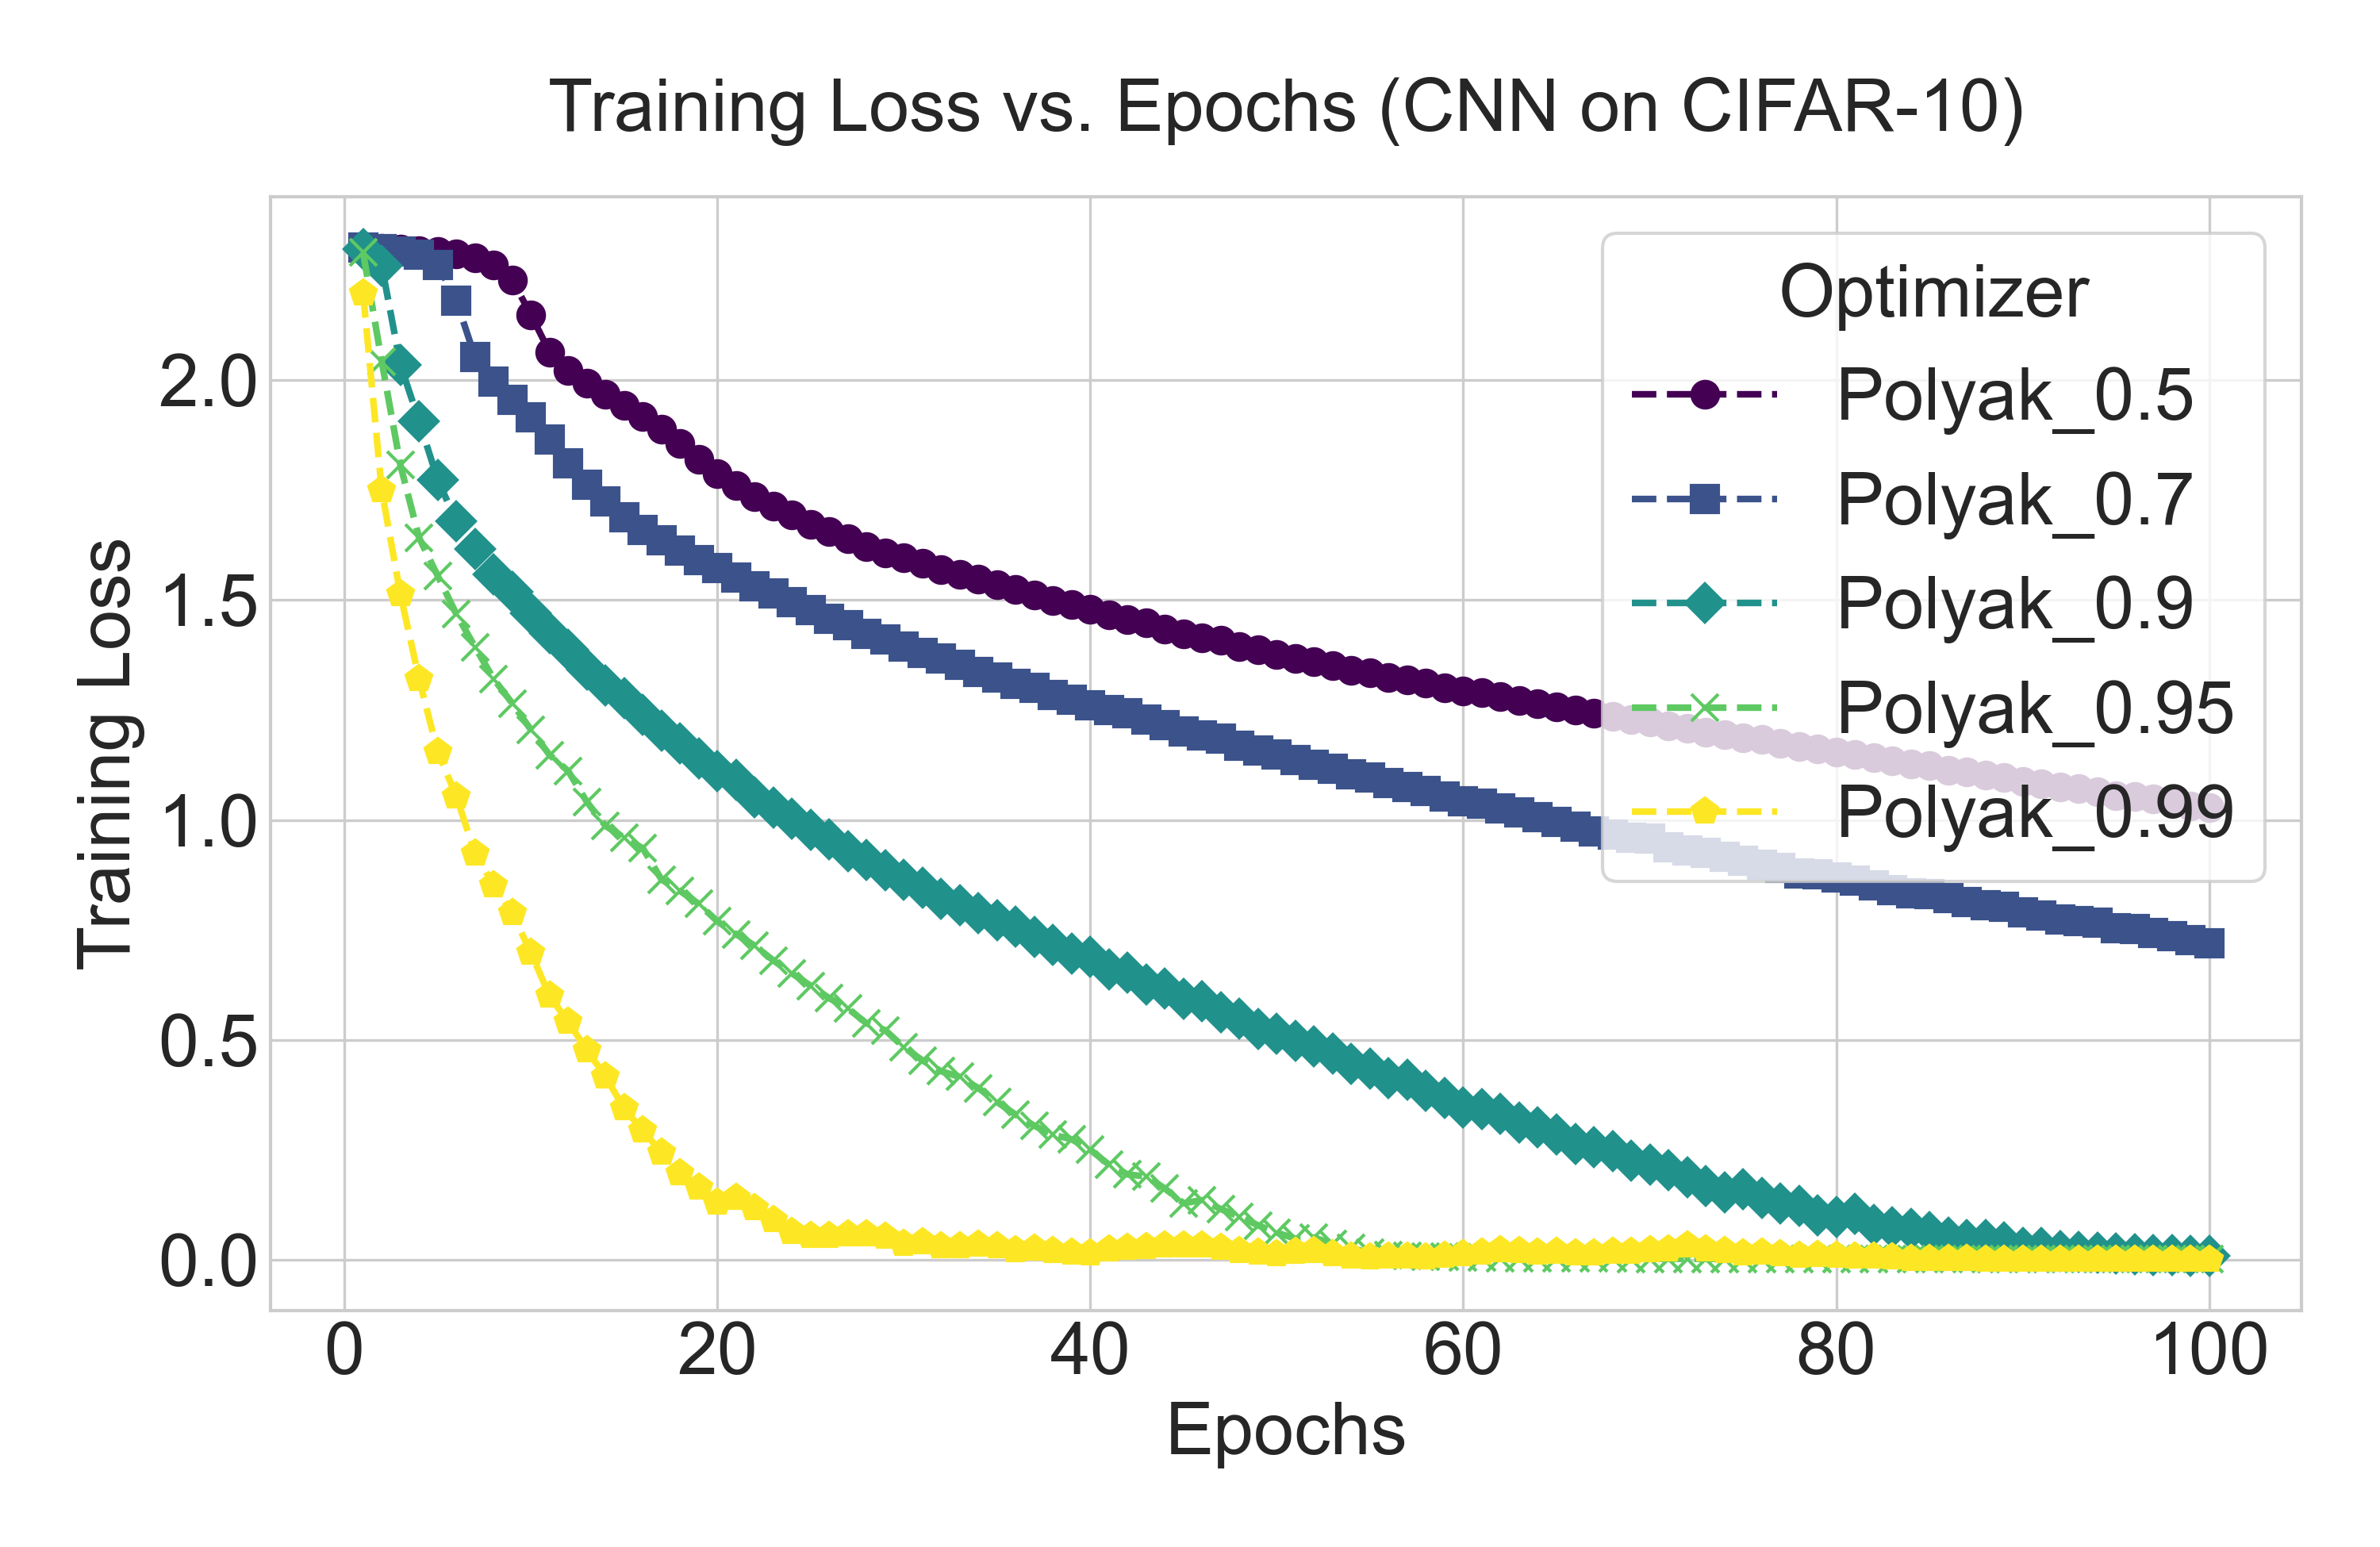 Training Loss vs. Epochs (CNN on CIFAR-10)
Optimizer
Polyak_0.5
Polyak_0.7
Polyak_0.9
Polyak_0.95
Polyak_0.99
Training Loss
2.0
1.5
1.0
0.5
0.0
0 20 40 60 80 100
Epochs